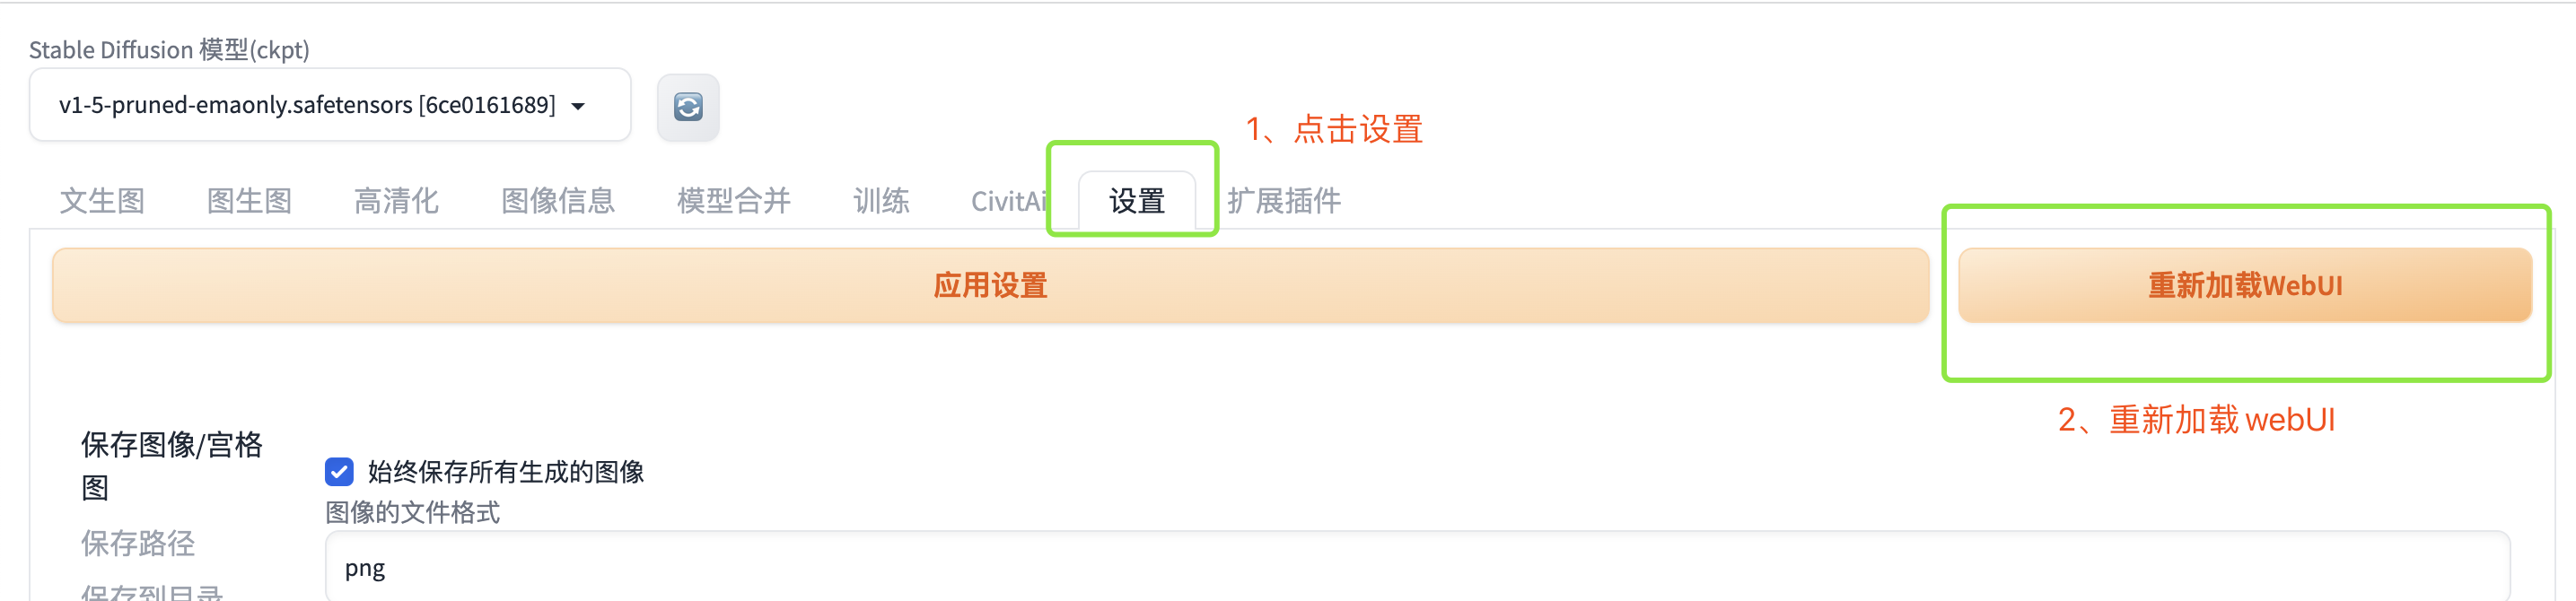 Stable Diffusion 模型(ckpt)
v1-5-pruned-emaonly.safetensors [6ce0161689]
1、点击设置
文生图 图生图 高清化 图像信息 模型合并 训练 CivitAi 设置 扩展插件
应用设置 重新加载WebUI
2、重新加载 webUI
保存图像/宫格
图
始终保存所有生成的图像
图像的文件格式
保存路径
png
保存到目录